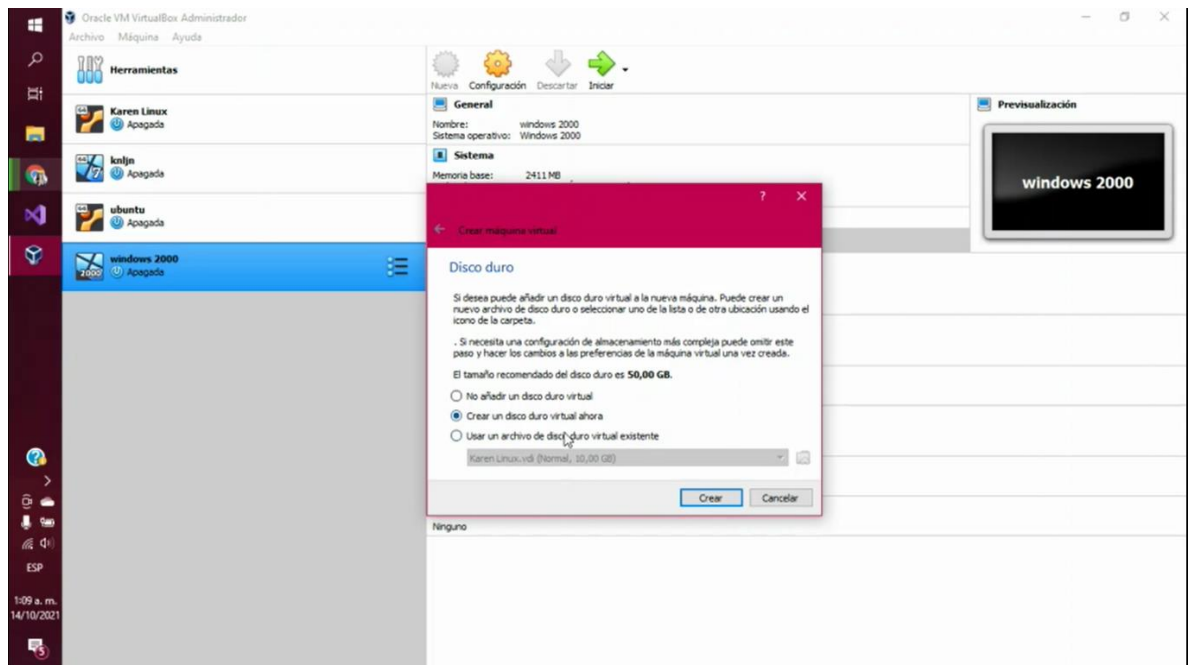 Oracle VM VirtualBox Administrador
Archivo Máquina Ayuda
Herramientas
Karen Linux
Apagada
knljn
Apagada
ubuntu
Apagada
windows 2000
Apagada
Nueva Configuración Descartar Iniciar
General
Nombre: windows 2000
Sistema operativo: Windows 2000
Sistema
Memoria base: 2411 MB
Previsualización
windows 2000
Crear máquina virtual
Disco duro
Si desea puede añadir un disco duro virtual a la nueva máquina. Puede crear un
nuevo archivo de disco duro o seleccionar uno de la lista o de otra ubicación usando el
icono de la carpeta.
. Si necesita una configuración de almacenamiento más compleja puede omitir este
paso y hacer los cambios a las preferencias de la máquina virtual una vez creada.
El tamaño recomendado del disco duro es 50,00 GB.
No añadir un disco duro virtual
Crear un disco duro virtual ahora
Usar un archivo de disco duro virtual existente
Karen Linux.vdi (Normal, 10,00 GB)
Crear Cancelar
Ninguno
ESP
1:09 a. m.
14/10/2021
5